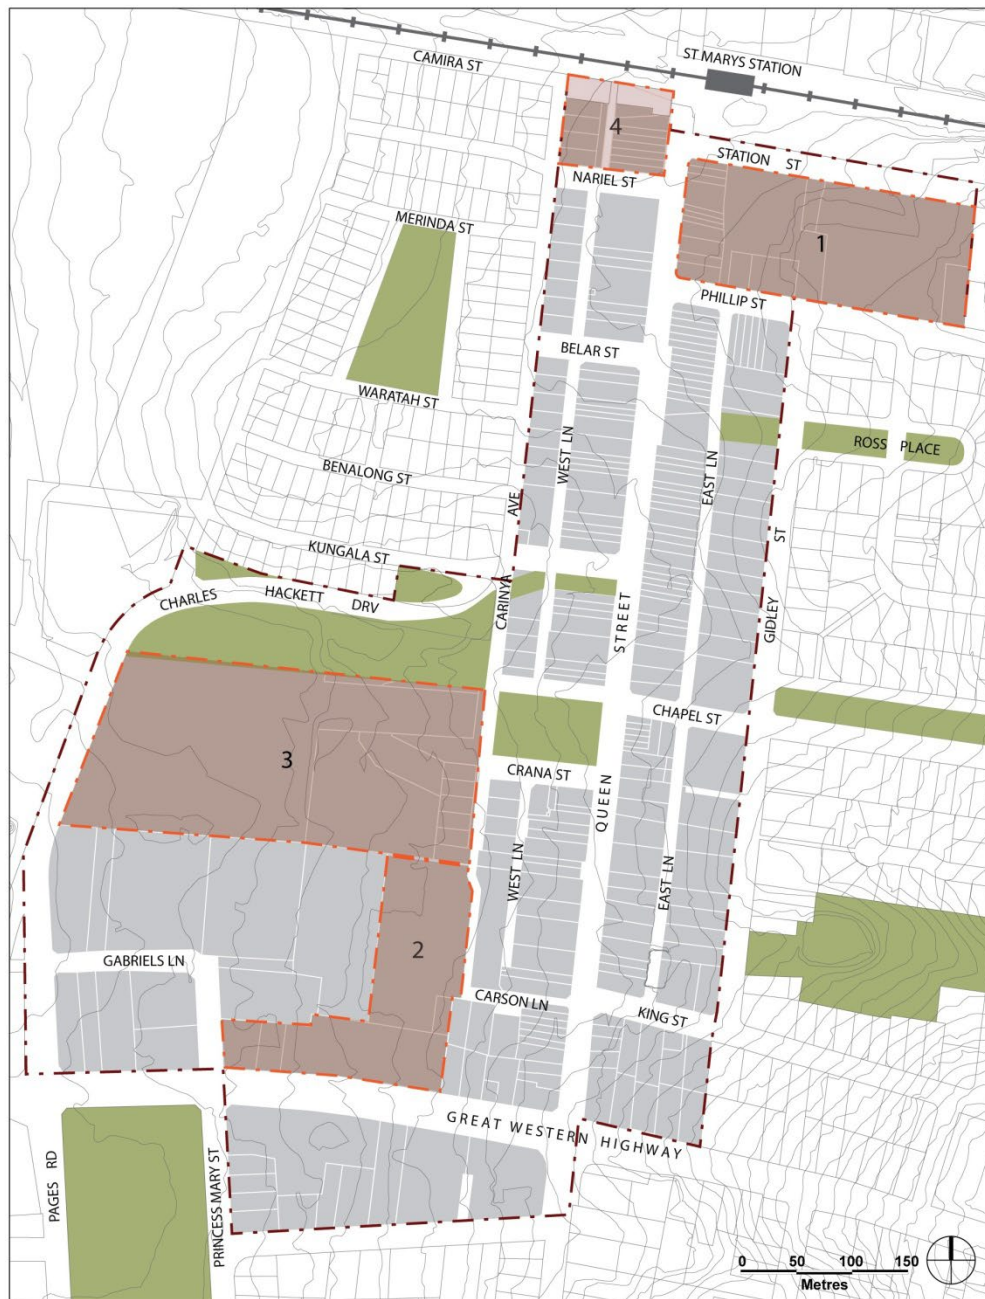 CAMIRA ST
ST MARYS STATION
4
STATION ST
NARIEL ST
MERINDA ST
1
PHILLIP ST
BELAR ST
WARATAH ST
WEST LN
ROSS PLACE
EAST LN
BENALONG ST
AVE
ST
KUNGALA ST
CHARLES HACKETT DRV
CARINYA
STREET
GIDLEY
CHAPEL ST
3
CRANA ST
QUEEN
WEST LN
EAST LN
2
GABRIELS LN
CARSON LN
KING ST
GREAT WESTERN HIGHWAY
PAGES RD
PRINCESS MARY ST
0 50 100 150
Metres